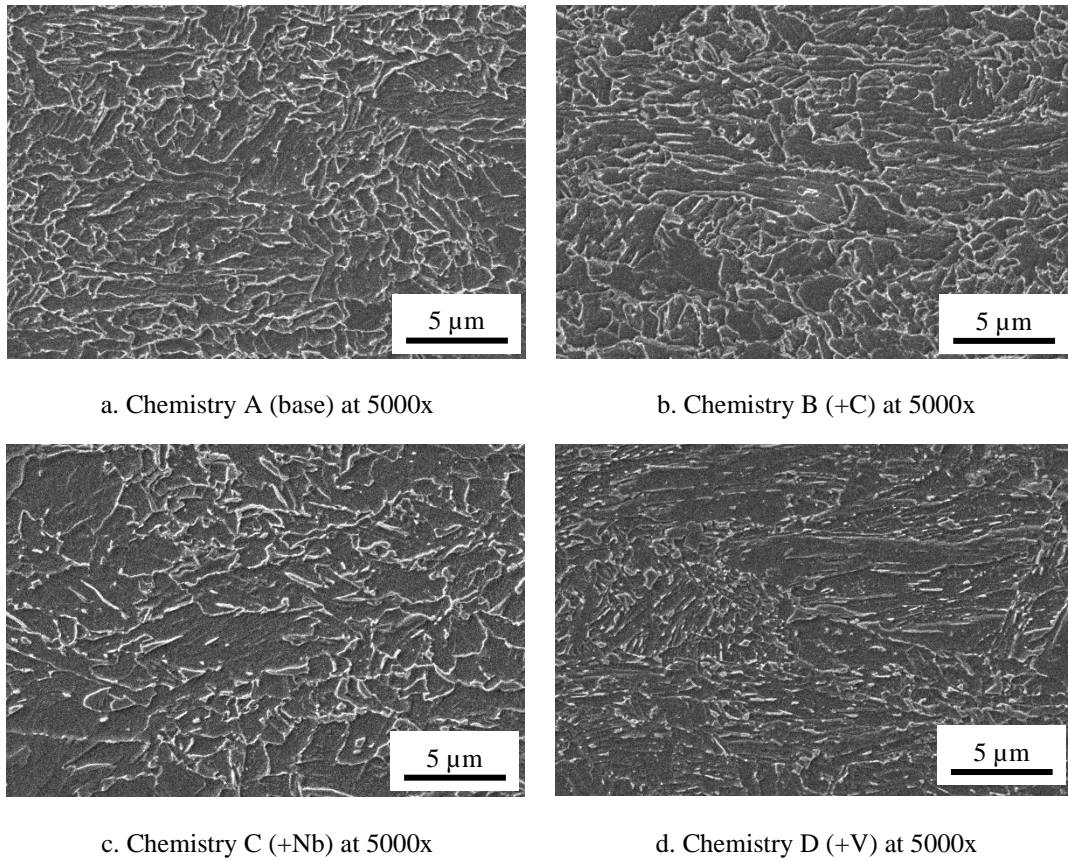 5 µm
5 µm
a. Chemistry A (base) at 5000x
b. Chemistry B (+C) at 5000x
5 µm
5 µm
c. Chemistry C (+Nb) at 5000x
d. Chemistry D (+V) at 5000x